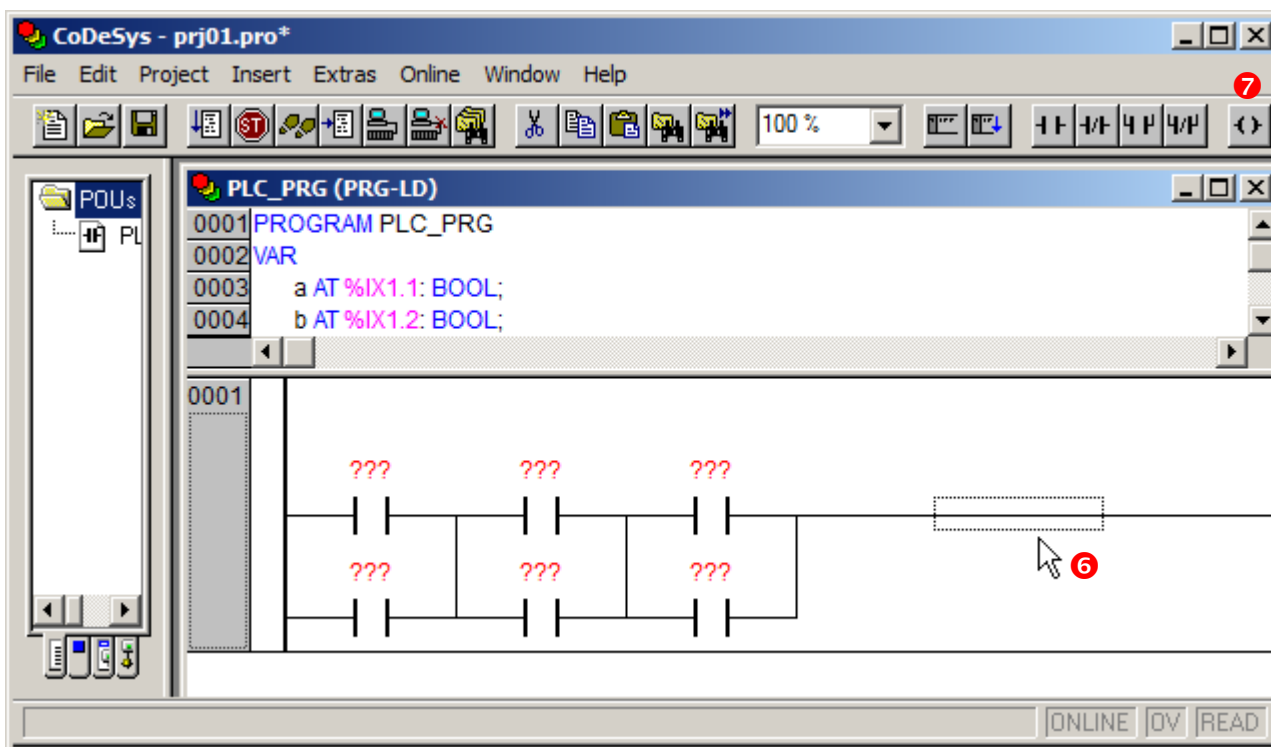 CoDeSys - prj01.pro*
File Edit Project Insert Extras Online Window Help
7
ST 100 %
POUs
PL
PLC_PRG (PRG-LD)
0001 PROGRAM PLC_PRG
0002 VAR
0003 a AT %IX1.1: BOOL;
0004 b AT %IX1.2: BOOL;
0001
??? ??? ???
6
??? ??? ???
ONLINE OV READ